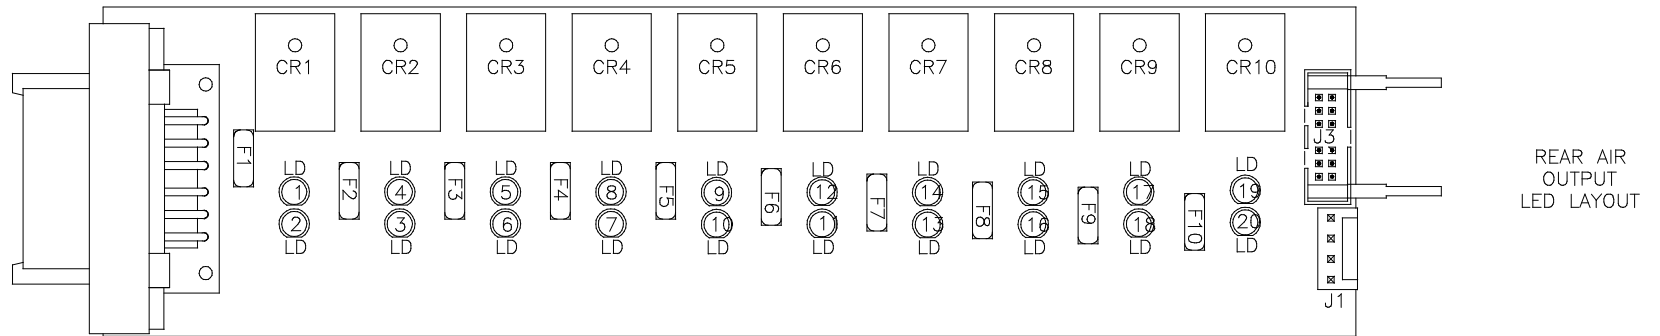 CR1 CR2 CR3 CR4 CR5 CR6 CR7 CR8 CR9 CR10
J3
F1 F2 F3 F4 F5 F6 F7 F8 F9 F10
LD LD LD LD LD LD LD LD LD LD
1 4 5 8 9 12 14 15 17 19
2 3 6 7 10 11 13 16 18 20
LD LD LD LD LD LD LD LD LD LD
J1
REAR AIR
OUTPUT
LED LAYOUT